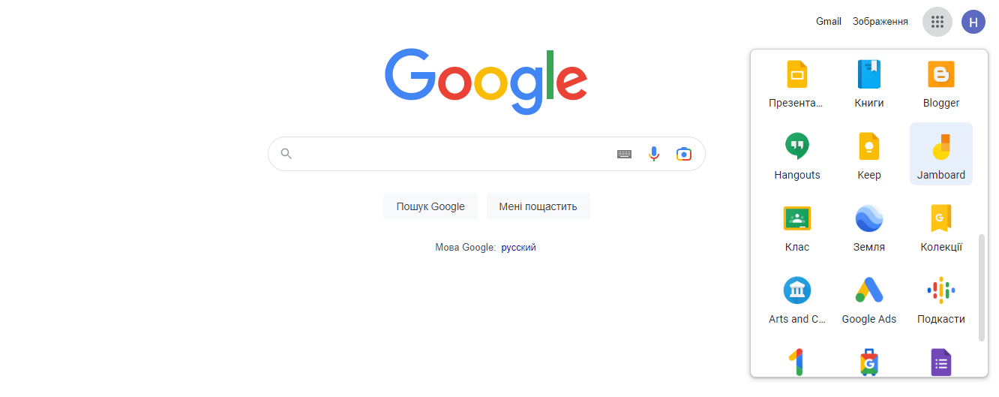 Gmail Зображення H
Google
Презента... Книги Blogger
Hangouts Keep Jamboard
Пошук Google Мені пощастить
Клас Земля Колекції
Мова Google: русский
Arts and C... Google Ads Подкасти